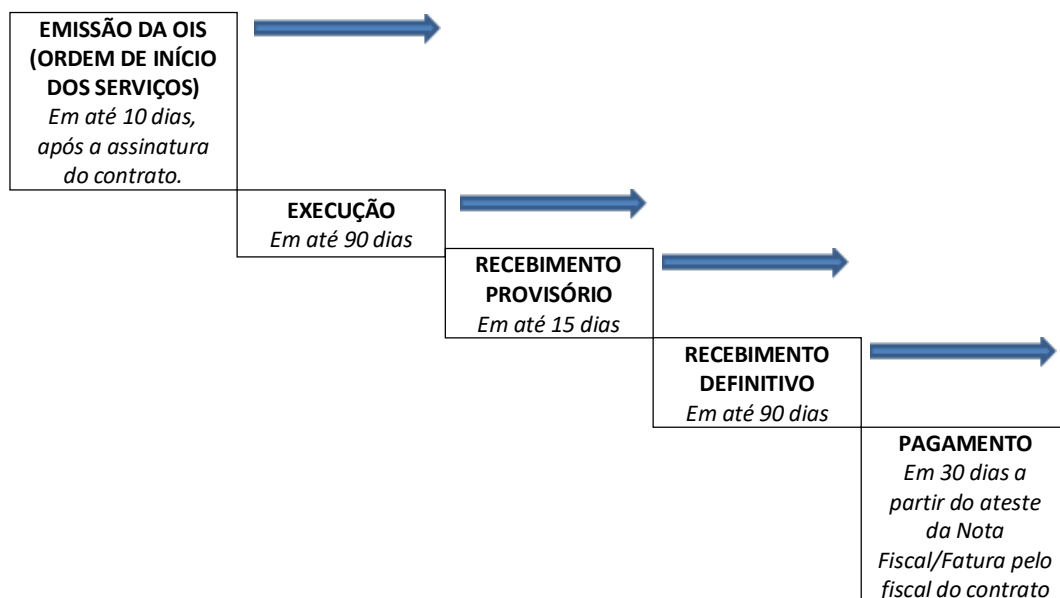 EMISSÃO DA OIS
(ORDEM DE INÍCIO
DOS SERVIÇOS)
Em até 10 dias,
após a assinatura
do contrato.
EXECUÇÃO
Em até 90 dias
RECEBIMENTO
PROVISÓRIO
Em até 15 dias
RECEBIMENTO
DEFINITIVO
Em até 90 dias
PAGAMENTO
Em 30 dias a
partir do ateste
da Nota
Fiscal/Fatura pelo
fiscal do contrato